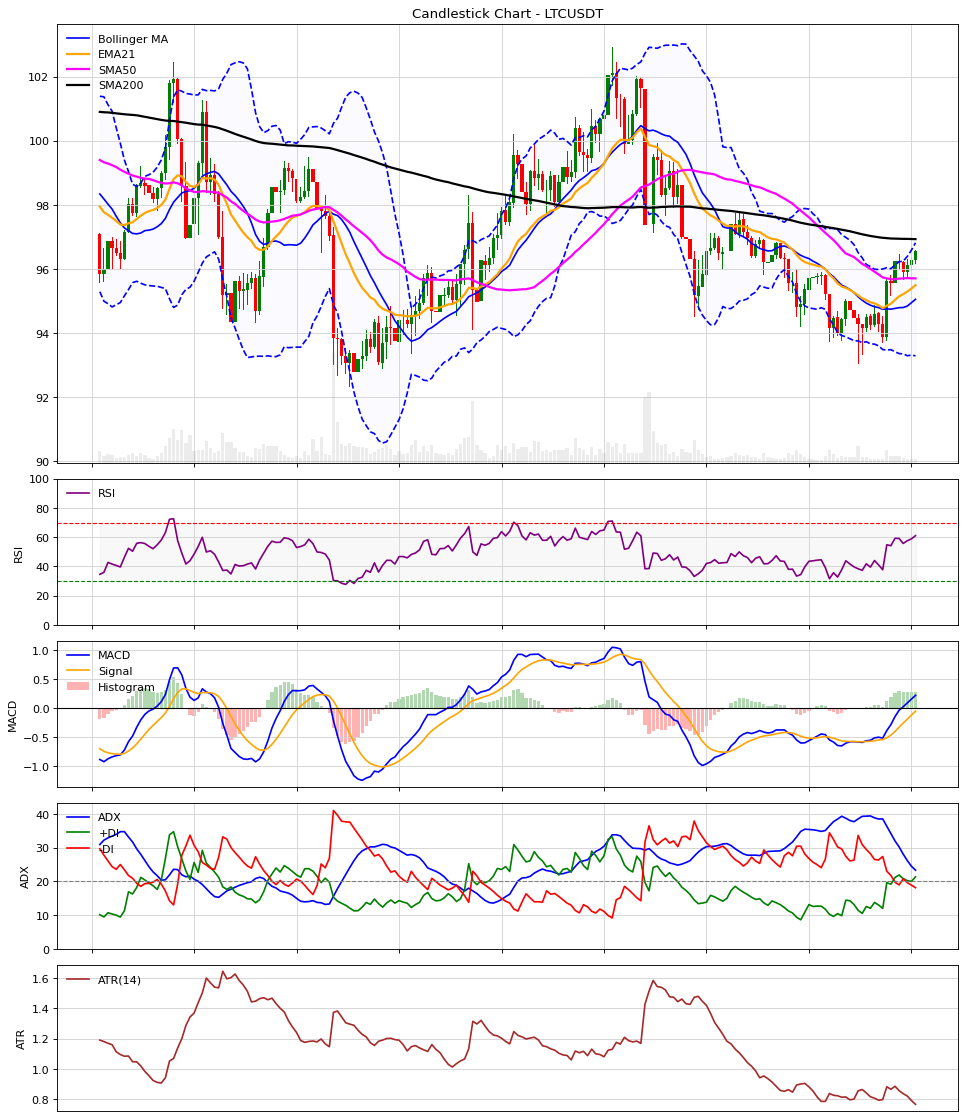 Candlestick Chart - LTCUSDT
Bollinger MA
EMA21
SMA50
SMA200
102
100
98
96
94
92
90
RSI
100
80
60
40
20
0
RSI
MACD
Signal
Histogram
1.0
0.5
0.0
−0.5
−1.0
MACD
ADX
+DI
-DI
40
30
20
10
0
ADX
ATR(14)
1.6
1.4
1.2
1.0
0.8
ATR